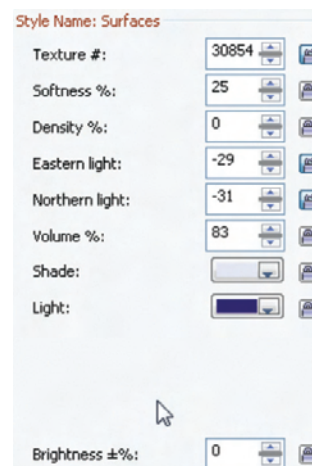 Style Name: Surfaces
Texture #: 30854
Softness %: 25
Density %: 0
Eastern light: -29
Northern light: -31
Volume %: 83
Shade:
Light:
Brightness ±%: 0